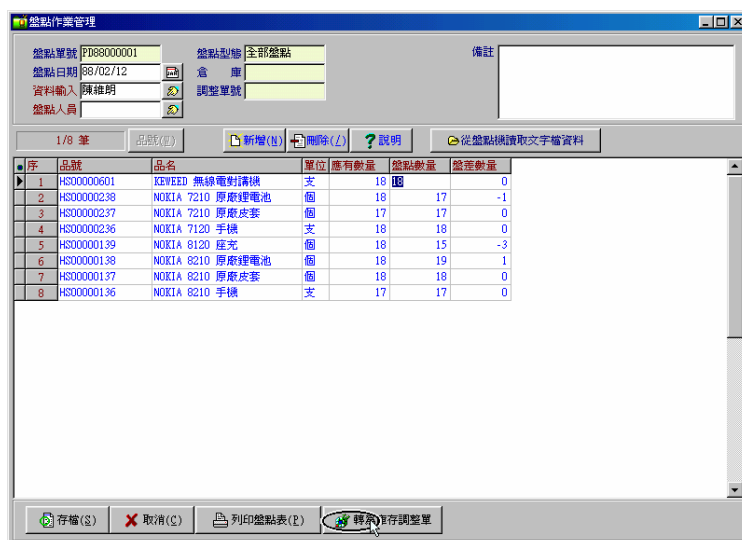 盤點作業管理
盤點單號 PD88000001 盤點型態 全部盤點 備註
盤點日期 88/02/12 倉 庫
資料輸入 陳維朗 調整單號
盤點人員
1/8 筆 品號(V) 新增(N) 刪除(/) ?說明 從盤點機讀取文字檔資料
序 品號 品名 單位 應有數量 盤點數量 盤差數量
1 HS00000601 KEWEED 無線電對講機 支 18 18 0
2 HS00000238 NOKIA 7210 原廠鋰電池 個 18 17 -1
3 HS00000237 NOKIA 7210 原廠皮套 個 17 17 0
4 HS00000236 NOKIA 7120 手機 支 18 18 0
5 HS00000139 NOKIA 8120 座充 個 18 15 -3
6 HS00000138 NOKIA 8210 原廠鋰電池 個 18 19 1
7 HS00000137 NOKIA 8210 原廠皮套 個 18 18 0
8 HS00000136 NOKIA 8210 手機 支 17 17 0
存檔(S) 取消(C) 列印盤點表(P) 轉為庫存調整單